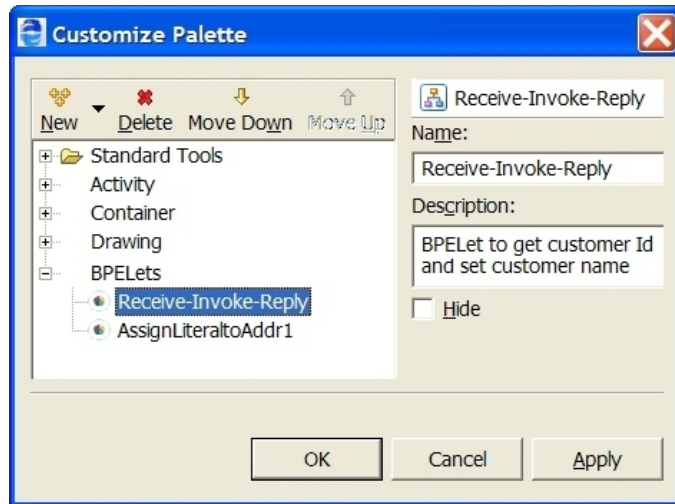 Customize Palette
New Delete Move Down Move Up
Standard Tools
Activity
Container
Drawing
BPELets
Receive-Invoke-Reply
AssignLiteraltoAddr1
Receive-Invoke-Reply
Name:
Receive-Invoke-Reply
Description:
BPELet to get customer Id
and set customer name
Hide
OK Cancel Apply